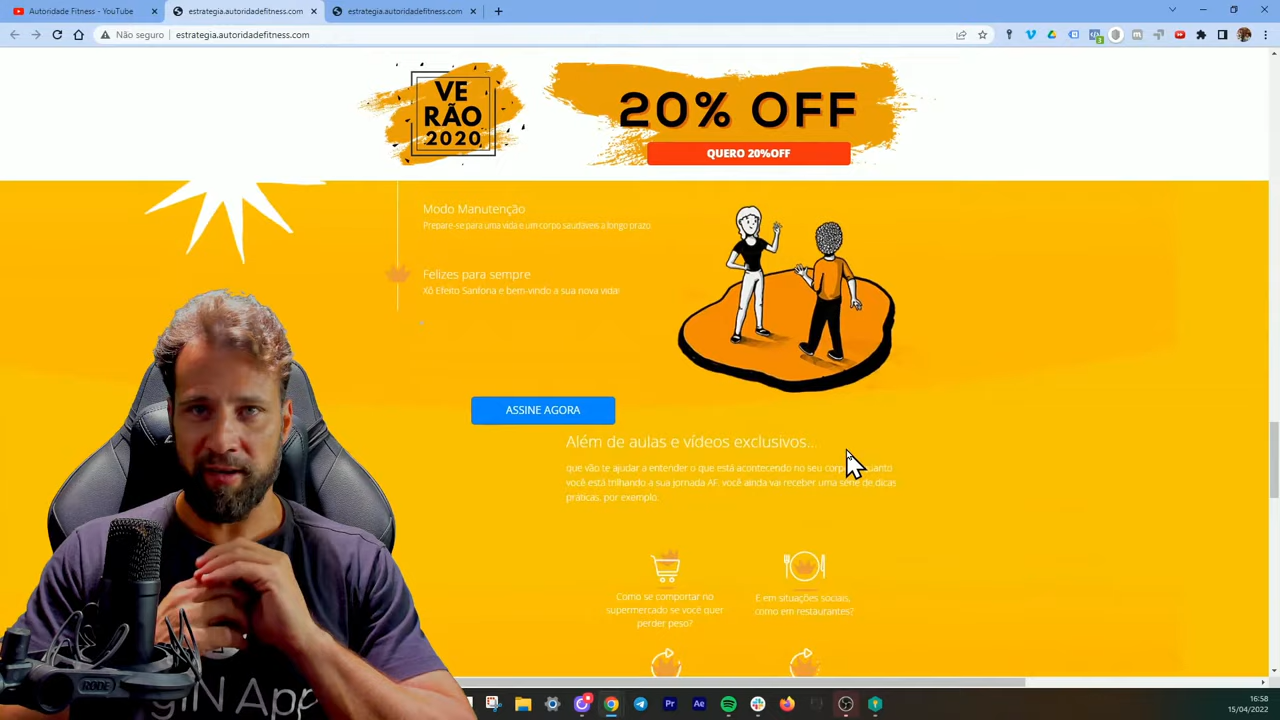 Autoridade Fitness - YouTube
estrategia.autoridadefitness.com
estrategia.autoridadefitness.com
Não seguro | estrategia.autoridadefitness.com
VE
RÃO
2020
20% OFF
QUERO 20%OFF
Modo Manutenção
Prepare-se para uma vida e um corpo saudáveis a longo prazo
Felizes para sempre
Xô Efeito Sanfona e bem-vindo a sua nova vida!
ASSINE AGORA
Além de aulas e vídeos exclusivos...
que vão te ajudar a entender o que está acontecendo no seu corpo
você está trilhando a sua jornada AF, você ainda vai receber uma série de dicas
práticas, por exemplo.
Como se comportar no
supermercado se você quer
perder peso?
E em situações sociais,
como em restaurantes?
RODE
Pr
Ae
16:58
15/04/2022